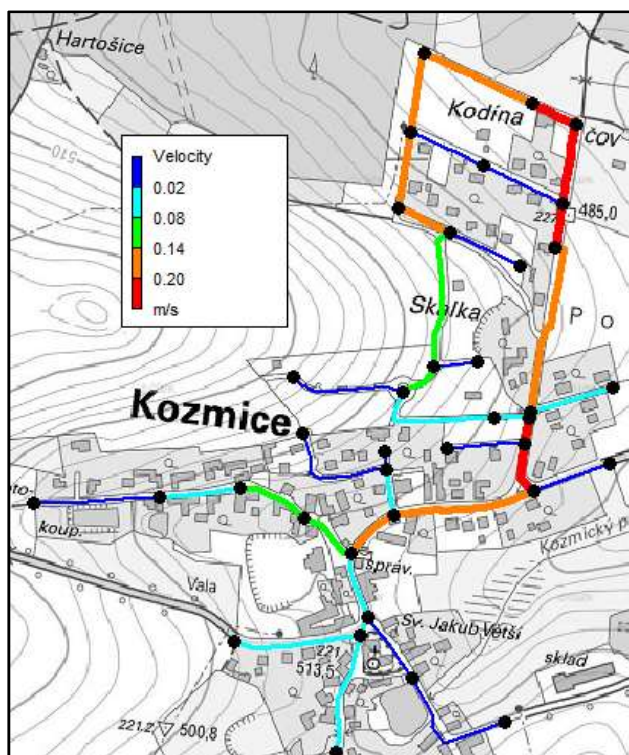 Hartošice
Kodína
ČOV
Velocity
0.02
0.08
0.14
0.20
m/s
510
227
485,0
Skalka
P O
Kozmice
koup.
Kozmický p
správ.
Vala
Sv. Jakub Větší
221
513,5
sklad
221.2 500,8